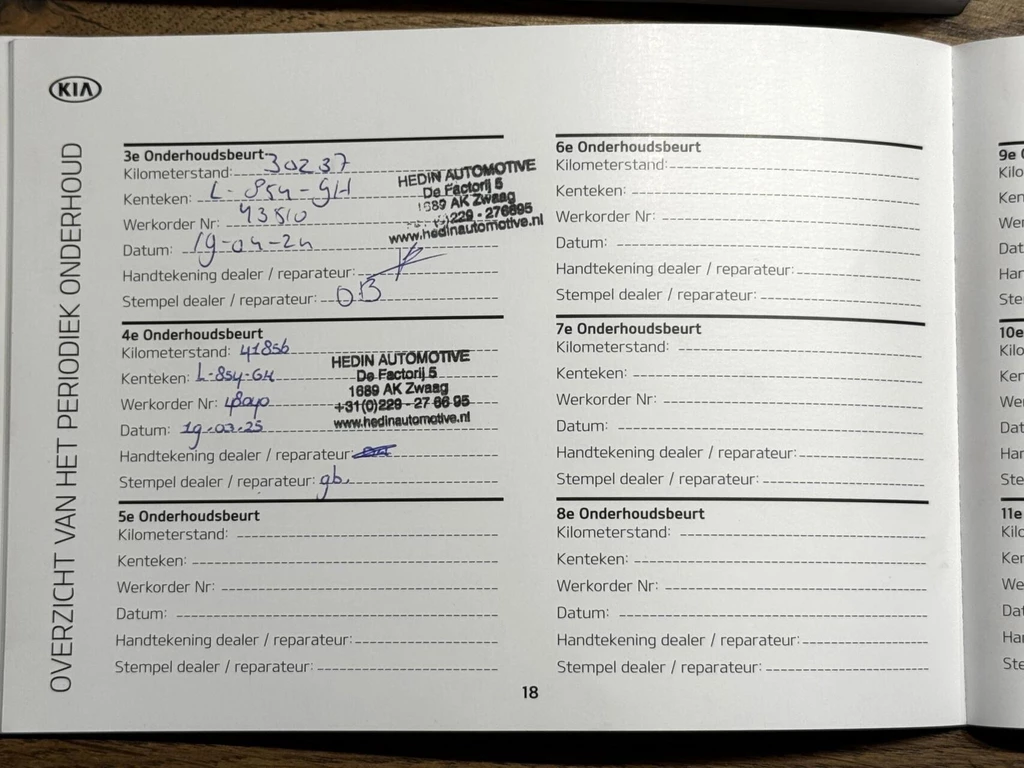 KIA
OVERZICHT VAN HET PERIODIEK ONDERHOUD
3e Onderhoudsbeurt
Kilometerstand: 30237
Kenteken: L-854-GH
Werkorder Nr: 43510
Datum: 19-04-24
Handtekening dealer / reparateur:
Stempel dealer / reparateur:
HEDIN AUTOMOTIVE
De Factorij 5
1689 AK Zwaag
229 - 276695
www.hedinautomotive.nl
4e Onderhoudsbeurt
Kilometerstand: 41856
Kenteken: L-854-GH
Werkorder Nr:
Datum: 19-03-25
Handtekening dealer / reparateur:
Stempel dealer / reparateur: gb.
HEDIN AUTOMOTIVE
De Factorij 5
1689 AK Zwaag
+31(0)229 - 27 66 95
www.hedinautomotive.nl
5e Onderhoudsbeurt
Kilometerstand:
Kenteken:
Werkorder Nr:
Datum:
Handtekening dealer / reparateur:
Stempel dealer / reparateur:
6e Onderhoudsbeurt
Kilometerstand:
Kenteken:
Werkorder Nr:
Datum:
Handtekening dealer / reparateur:
Stempel dealer / reparateur:
7e Onderhoudsbeurt
Kilometerstand:
Kenteken:
Werkorder Nr:
Datum:
Handtekening dealer / reparateur:
Stempel dealer / reparateur:
8e Onderhoudsbeurt
Kilometerstand:
Kenteken:
Werkorder Nr:
Datum:
Handtekening dealer / reparateur:
Stempel dealer / reparateur:
18
9e
10e
11e